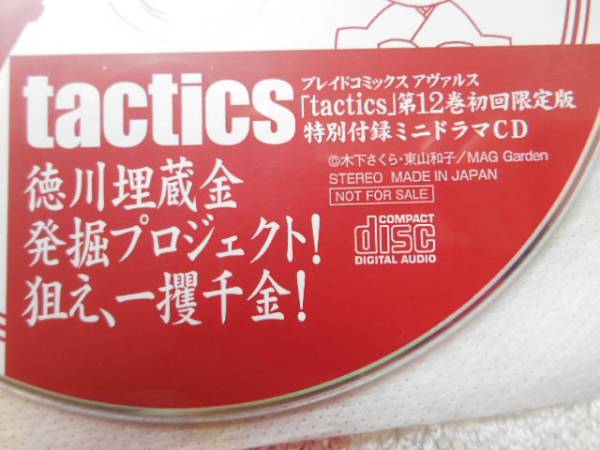 tactics
ブレイドコミックス アヴァルス
「tactics」第12巻初回限定版
特別付録ミニドラマCD
©木下さくら・東山和子/MAG Garden
STEREO MADE IN JAPAN
NOT FOR SALE
徳川埋蔵金
発掘プロジェクト!
狙え、一攫千金!
COMPACT
disc
DIGITAL AUDIO